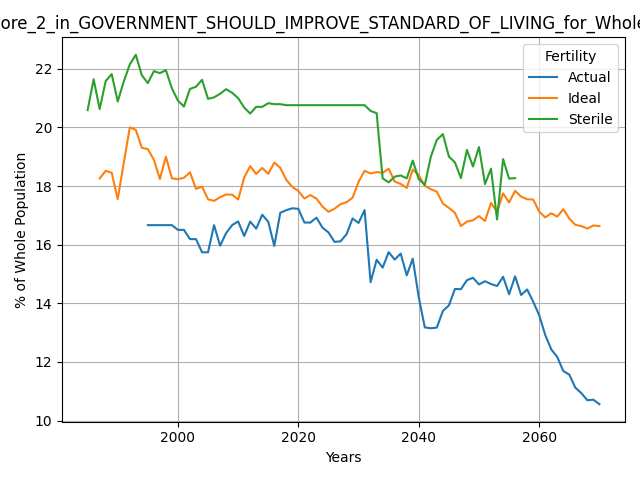 ore_2_in_GOVERNMENT_SHOULD_IMPROVE_STANDARD_OF_LIVING_for_Whole
Fertility
Actual
Ideal
Sterile
% of Whole Population
22
20
18
16
14
12
10
2000 2020 2040 2060
Years